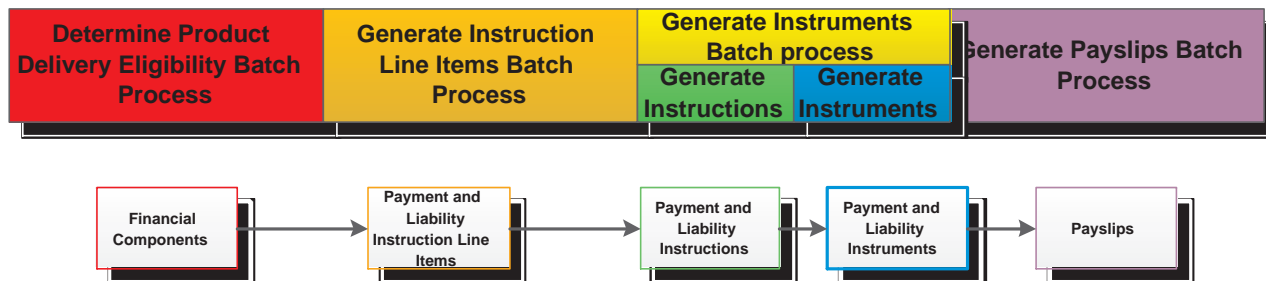 Determine Product
Delivery Eligibility Batch
Process
Generate Instruction
Line Items Batch
Process
Generate Instruments
Batch process
Generate
Instructions
Generate
Instruments
Generate Payslips Batch
Process
Financial
Components
Payment and
Liability
Instruction Line
Items
Payment and
Liability
Instructions
Payment and
Liability
Instruments
Payslips